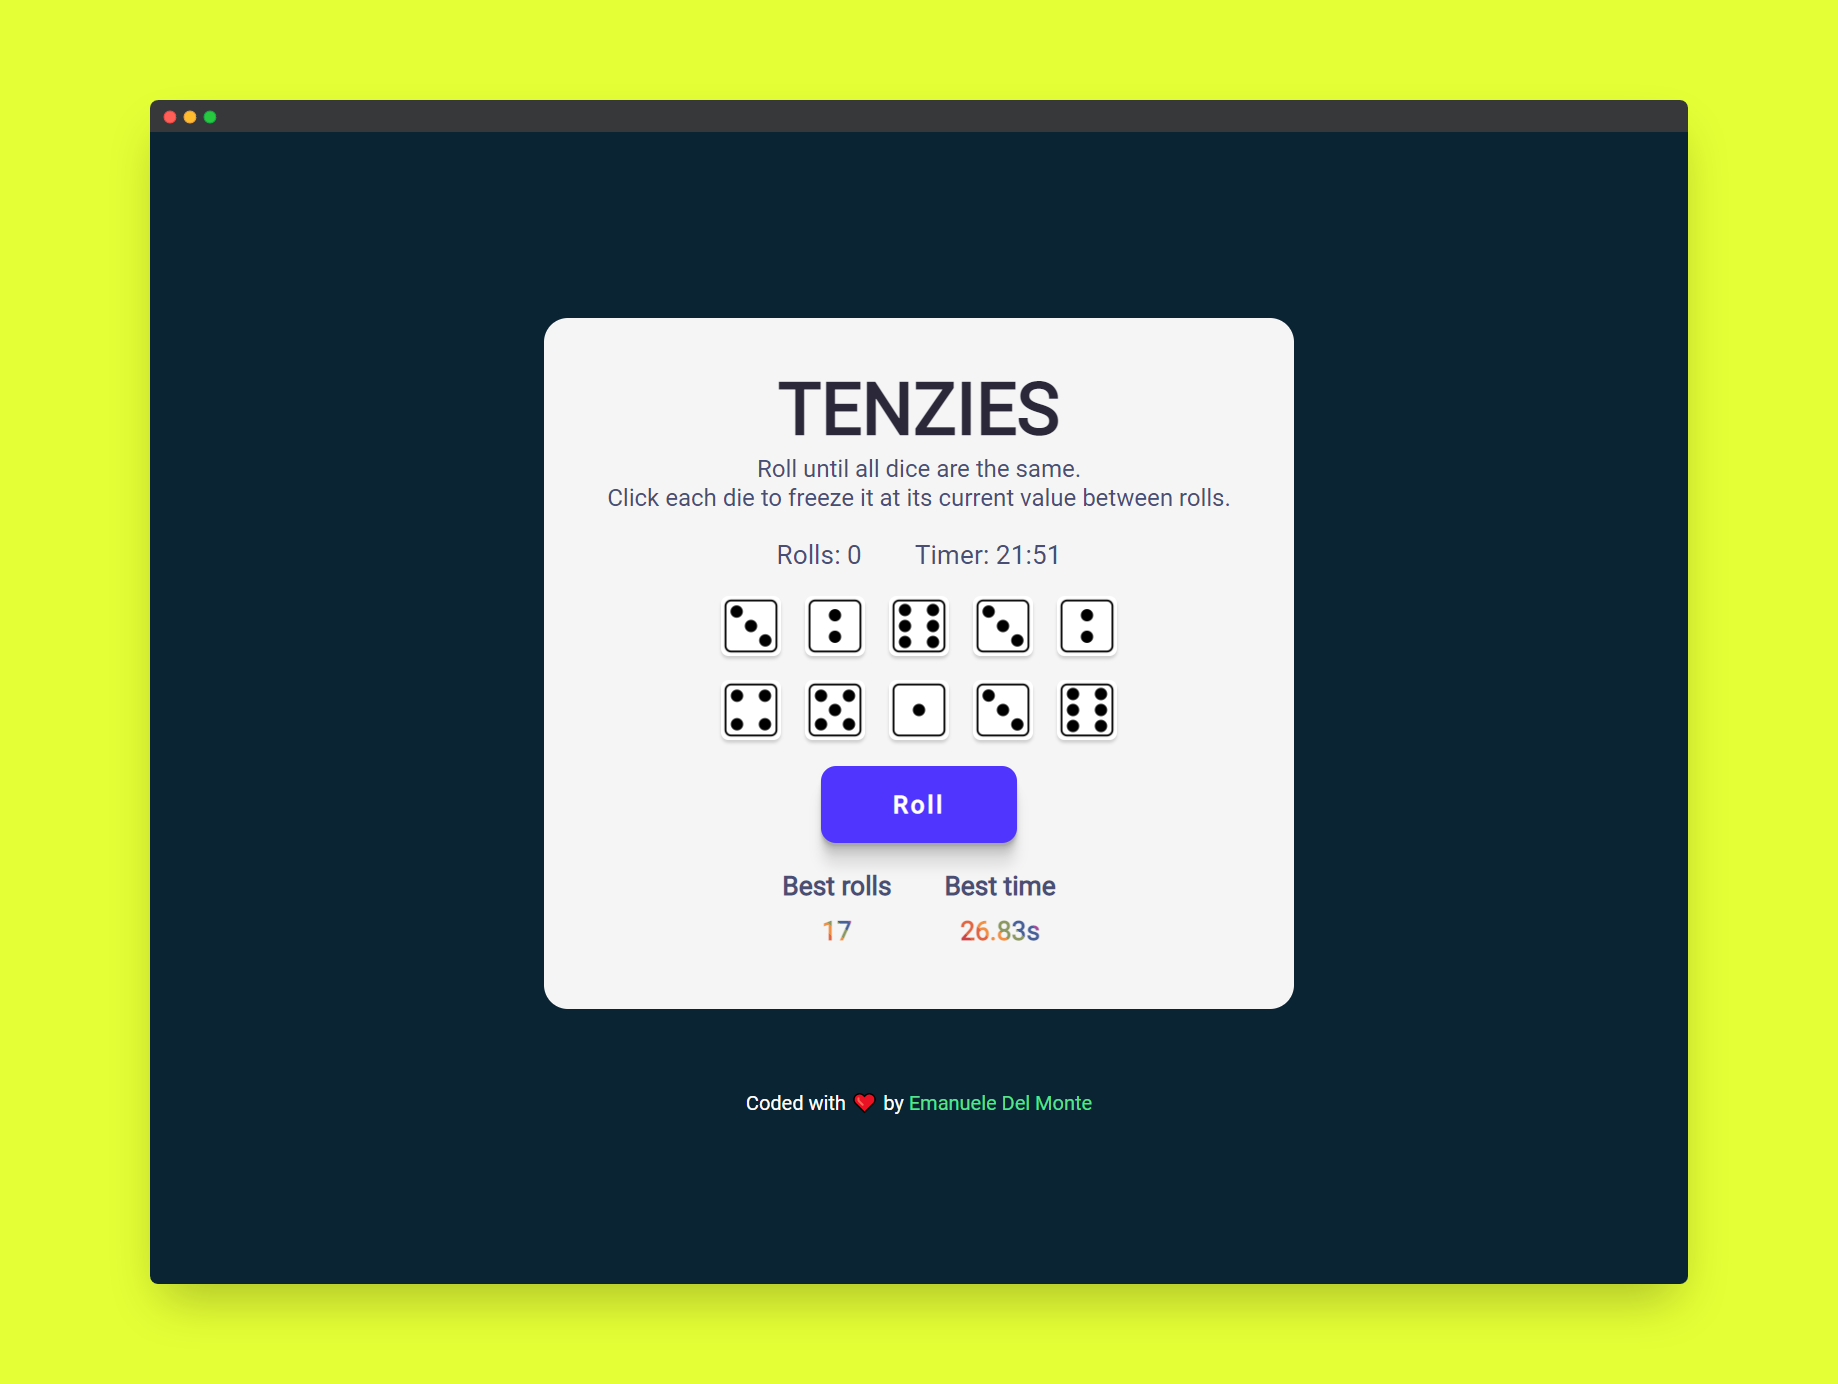 TENZIES
Roll until all dice are the same.
Click each die to freeze it at its current value between rolls.
Rolls: 0 Timer: 21:51
Roll
Best rolls Best time
17 26.83s
Coded with ❤️ by Emanuele Del Monte